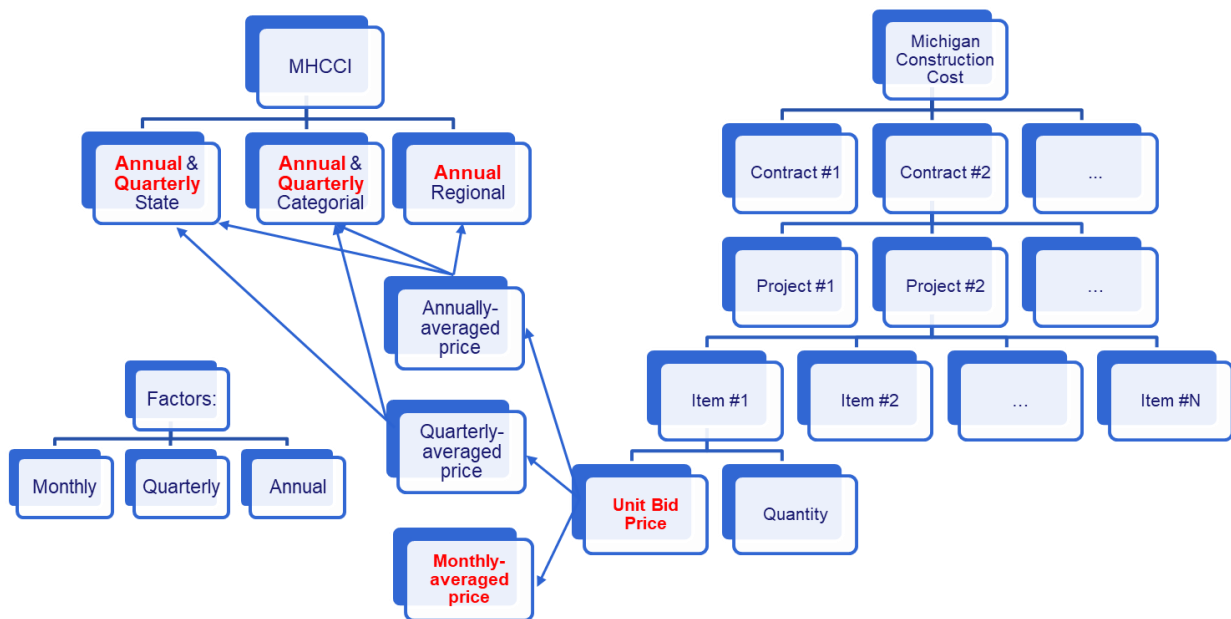 MHCCI
Annual &
Quarterly
State
Annual &
Quarterly
Categorial
Annual
Regional
Annually-
averaged
price
Quarterly-
averaged
price
Monthly-
averaged
price
Factors:
Monthly
Quarterly
Annual
Michigan
Construction
Cost
Contract #1
Contract #2
...
Project #1
Project #2
...
Item #1
Item #2
...
Item #N
Unit Bid
Price
Quantity